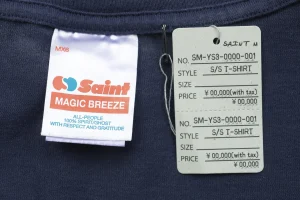 Saint
MAGIC BREEZE
ALL-PEOPLE
100% SPIRIT/GHOST
WITH RESPECT AND GRATITUDE
SAINT M
NO. SM-YS3-0000-001
STYLE S/S T-SHIRT
SIZE
PRICE ¥00,000(with tax)
¥00,000
NO. SM-YS3-0000-001
STYLE S/S T-SHIRT
SIZE
PRICE ¥00,000(with tax)
¥00,000